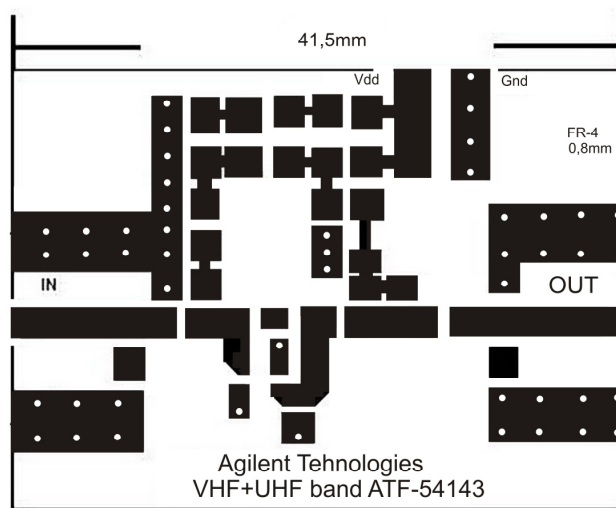 41,5mm
Vdd
Gnd
FR-4
0,8mm
IN
OUT
Agilent Tehnologies
VHF+UHF band ATF-54143